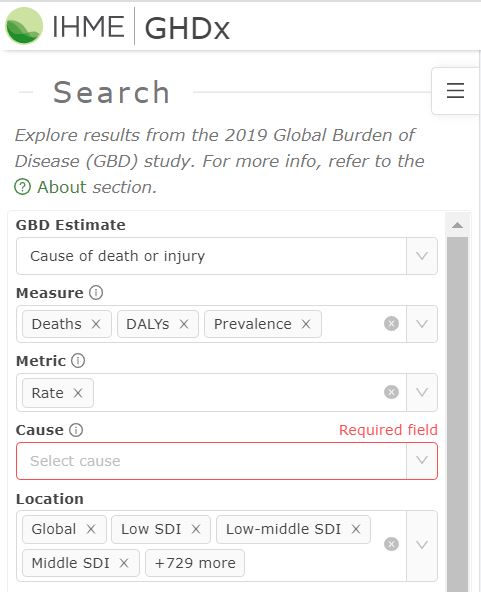 IHME | GHDx
Search
Explore results from the 2019 Global Burden of
Disease (GBD) study. For more info, refer to the
? About section.
GBD Estimate
Cause of death or injury
Measure
Deaths DALYs Prevalence
Metric
Rate
Cause Required field
Select cause
Location
Global Low SDI Low-middle SDI
Middle SDI +729 more